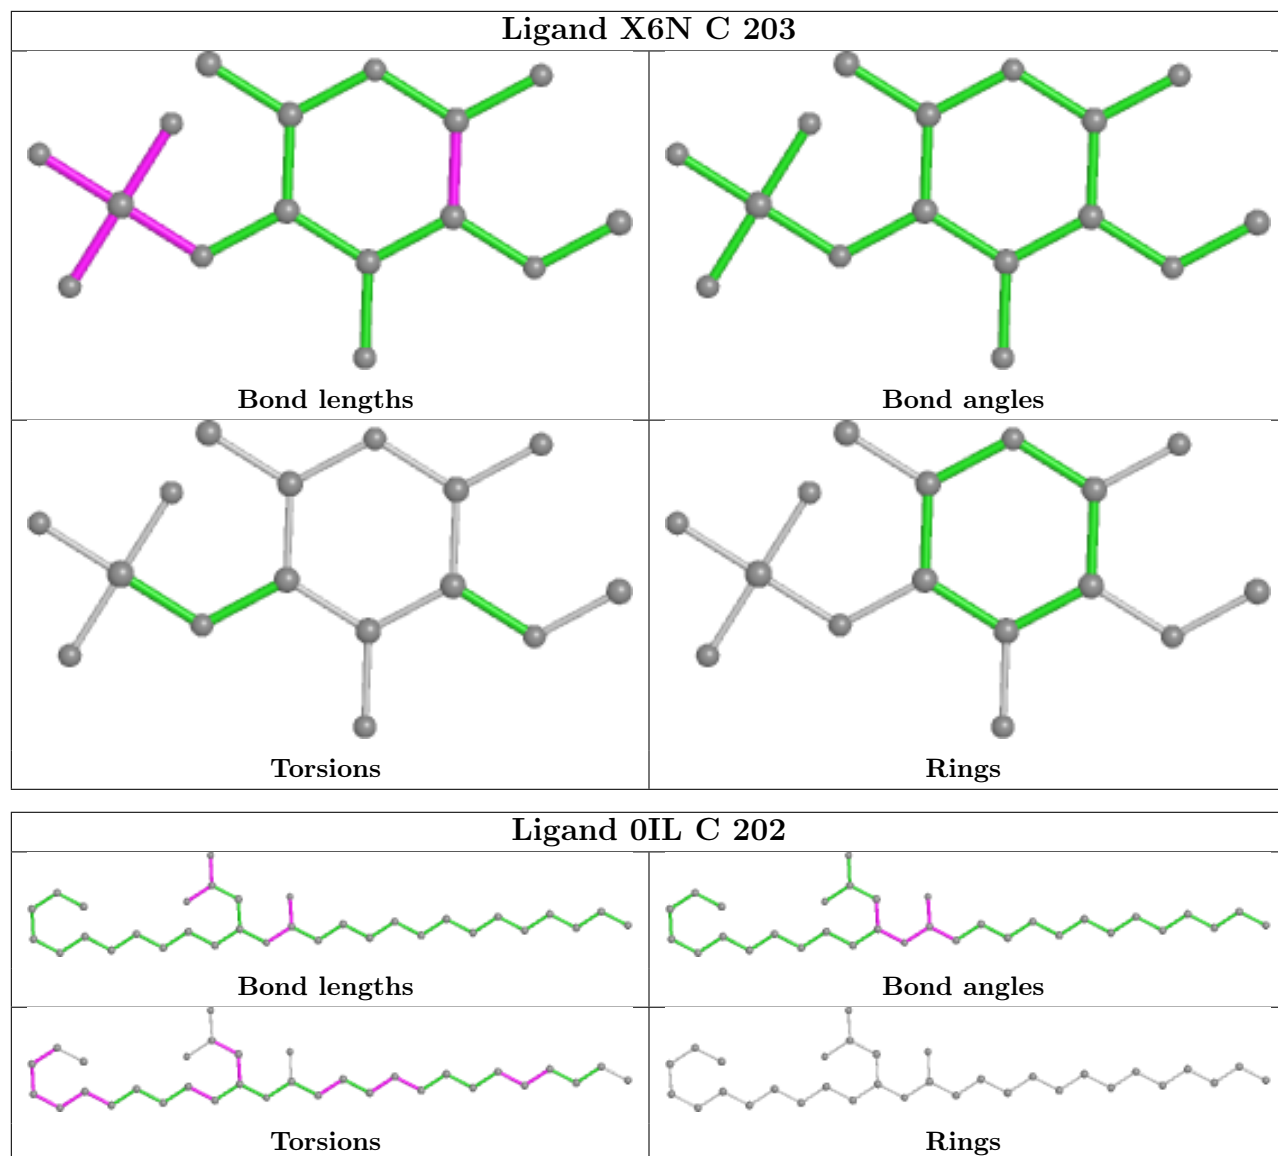 Ligand X6N C 203
Bond lengths
Bond angles
Torsions
Rings
Ligand 0IL C 202
Bond lengths
Bond angles
Torsions
Rings